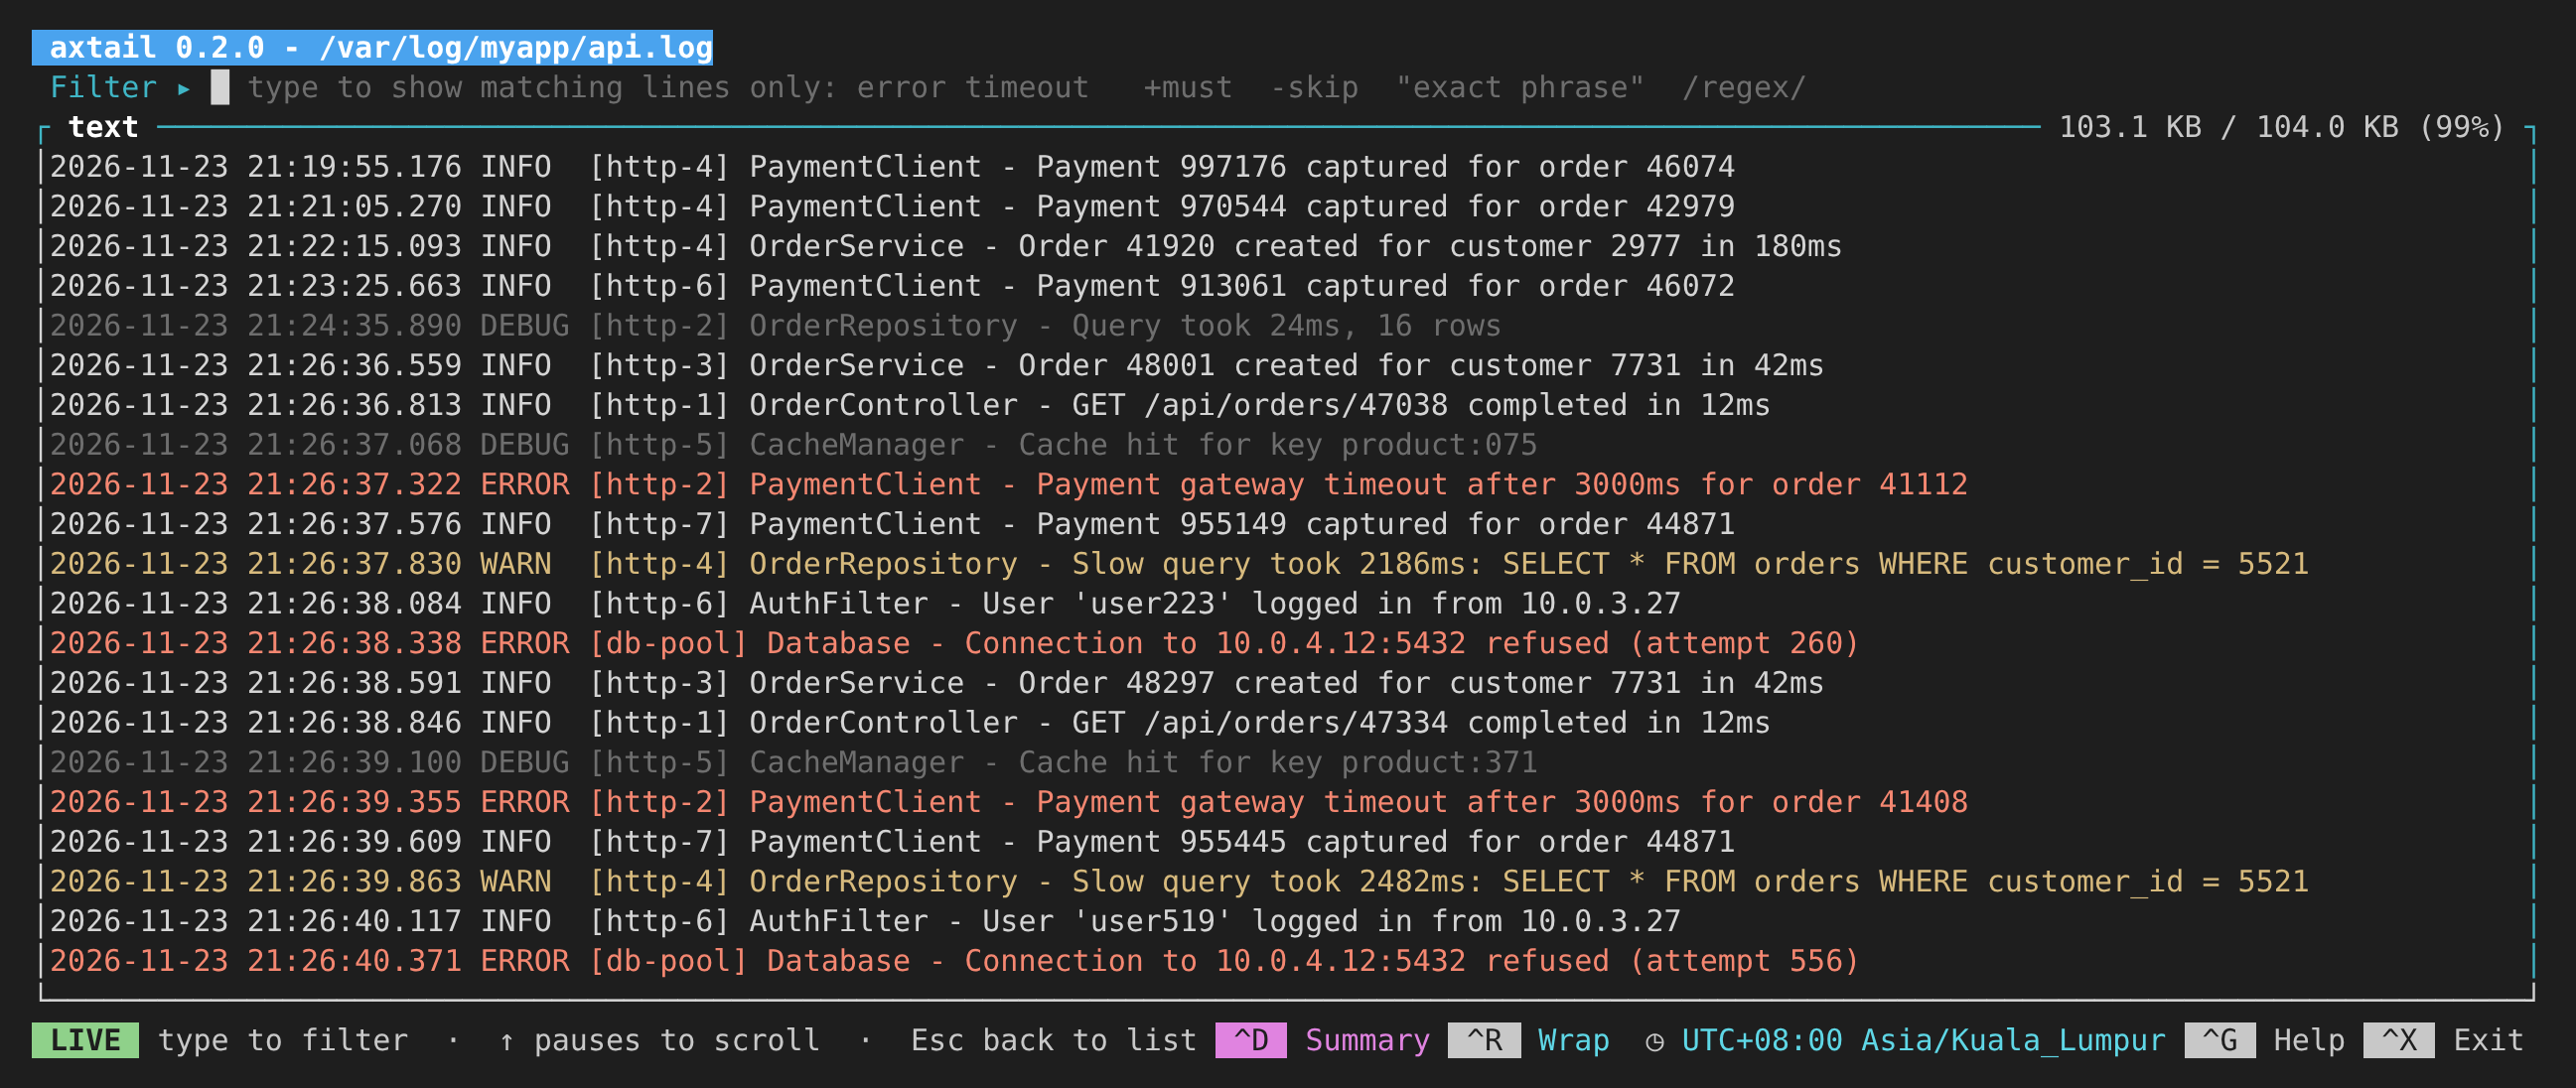 axtail 0.2.0 - /var/log/myapp/api.log
Filter ▸ type to show matching lines only: error timeout   +must  -skip  "exact phrase"  /regex/
text 103.1 KB / 104.0 KB (99%)
2026-11-23 21:19:55.176 INFO  [http-4] PaymentClient - Payment 997176 captured for order 46074
2026-11-23 21:21:05.270 INFO  [http-4] PaymentClient - Payment 970544 captured for order 42979
2026-11-23 21:22:15.093 INFO  [http-4] OrderService - Order 41920 created for customer 2977 in 180ms
2026-11-23 21:23:25.663 INFO  [http-6] PaymentClient - Payment 913061 captured for order 46072
2026-11-23 21:24:35.890 DEBUG [http-2] OrderRepository - Query took 24ms, 16 rows
2026-11-23 21:26:36.559 INFO  [http-3] OrderService - Order 48001 created for customer 7731 in 42ms
2026-11-23 21:26:36.813 INFO  [http-1] OrderController - GET /api/orders/47038 completed in 12ms
2026-11-23 21:26:37.068 DEBUG [http-5] CacheManager - Cache hit for key product:075
2026-11-23 21:26:37.322 ERROR [http-2] PaymentClient - Payment gateway timeout after 3000ms for order 41112
2026-11-23 21:26:37.576 INFO  [http-7] PaymentClient - Payment 955149 captured for order 44871
2026-11-23 21:26:37.830 WARN  [http-4] OrderRepository - Slow query took 2186ms: SELECT * FROM orders WHERE customer_id = 5521
2026-11-23 21:26:38.084 INFO  [http-6] AuthFilter - User 'user223' logged in from 10.0.3.27
2026-11-23 21:26:38.338 ERROR [db-pool] Database - Connection to 10.0.4.12:5432 refused (attempt 260)
2026-11-23 21:26:38.591 INFO  [http-3] OrderService - Order 48297 created for customer 7731 in 42ms
2026-11-23 21:26:38.846 INFO  [http-1] OrderController - GET /api/orders/47334 completed in 12ms
2026-11-23 21:26:39.100 DEBUG [http-5] CacheManager - Cache hit for key product:371
2026-11-23 21:26:39.355 ERROR [http-2] PaymentClient - Payment gateway timeout after 3000ms for order 41408
2026-11-23 21:26:39.609 INFO  [http-7] PaymentClient - Payment 955445 captured for order 44871
2026-11-23 21:26:39.863 WARN  [http-4] OrderRepository - Slow query took 2482ms: SELECT * FROM orders WHERE customer_id = 5521
2026-11-23 21:26:40.117 INFO  [http-6] AuthFilter - User 'user519' logged in from 10.0.3.27
2026-11-23 21:26:40.371 ERROR [db-pool] Database - Connection to 10.0.4.12:5432 refused (attempt 556)
LIVE type to filter  ·  ↑ pauses to scroll  ·  Esc back to list ^D Summary ^R Wrap  ◷ UTC+08:00 Asia/Kuala_Lumpur ^G Help ^X Exit